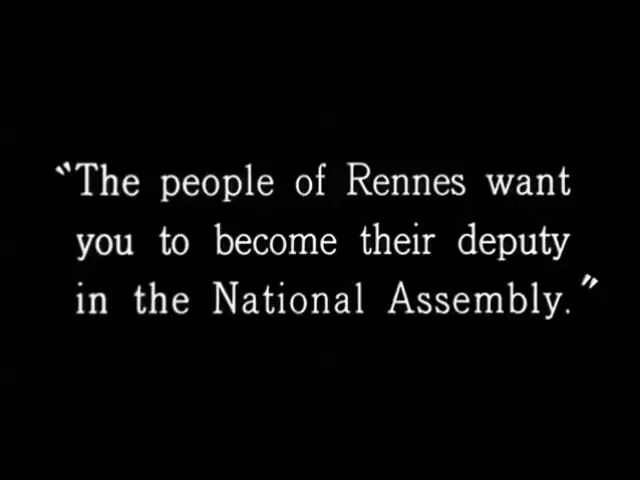 "The people of Rennes want
you to become their deputy
in the National Assembly."